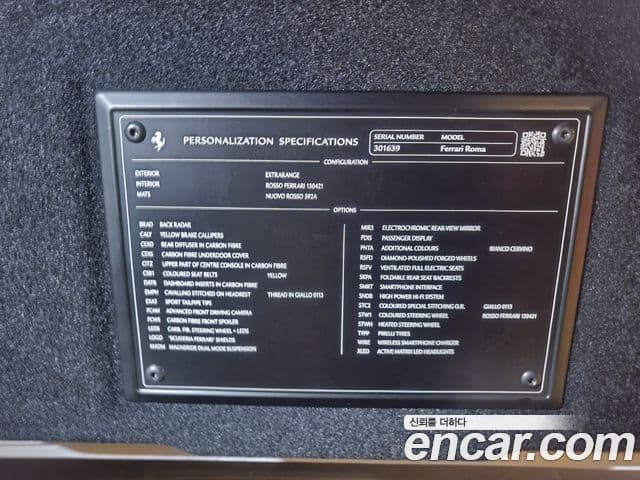 PERSONALIZATION SPECIFICATIONS
SERIAL NUMBER MODEL
301639 Ferrari Roma
CONFIGURATION
EXTERIOR EXTRARANGE
INTERIOR ROSSO FERRARI 130421
MATS NUOVO ROSSO 592A
OPTIONS
BRAD BACK RADAR
CALY YELLOW BRAKE CALLIPERS
CEXD REAR DIFFUSER IN CARBON FIBRE
CEXS CARBON FIBRE UNDERDOOR COVER
CITZ UPPER PART OF CENTRE CONSOLE IN CARBON FIBRE
CSB1 COLOURED SEAT BELTS YELLOW
DATB DASHBOARD INSERTS IN CARBON FIBRE
EMPH CAVALLINO STITCHED ON HEADREST THREAD IN GIALLO 0113
EXA3 SPORT TAILPIPE TIPS
FCAM ADVANCED FRONT DRIVING CAMERA
FCWS CARBON FIBRE FRONT SPOILER
LETI6 CARB. FIB. STEERING WHEEL + LETI6
LOGO "SCUDERIA FERRARI" SHIELDS
MADM MAGNERIDE DUAL MODE SUSPENSION
MIR3 ELECTROCHROMIC REAR VIEW MIRROR
PDIS PASSENGER DISPLAY
PNTA ADDITIONAL COLOURS BIANCO CERVINO
RSFD DIAMOND-POLISHED FORGED WHEELS
RSFV VENTILATED FULL ELECTRIC SEATS
SKPA FOLDABLE REAR SEAT BACKRESTS
SMRT SMARTPHONE INTERFACE
SNDB HIGH POWER HI-FI SYSTEM
STC2 COLOURED SPECIAL STITCHING O.R. GIALLO 0113
STW1 COLOURED STEERING WHEEL ROSSO FERRARI 130421
STWH HEATED STEERING WHEEL
TYPP PIRELLI TYRES
WIRE WIRELESS SMARTPHONE CHARGER
XLED ACTIVE MATRIX LED HEADLIGHTS
신뢰를 더하다
encar.com